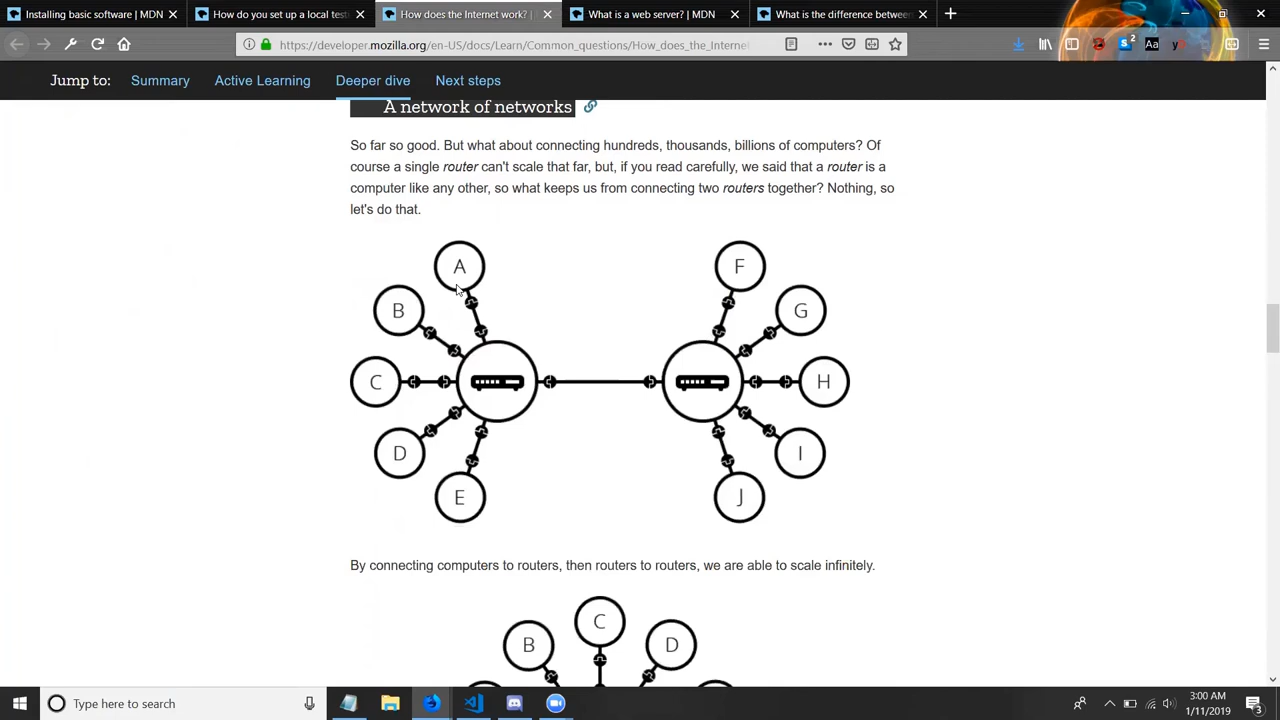 Installing basic software | MDN
How do you set up a local test
How does the Internet work? |
What is a web server? | MDN
What is the difference between
https://developer.mozilla.org/en-US/docs/Learn/Common_questions/How_does_the_Internet
Jump to:
Summary
Active Learning
Deeper dive
Next steps
A network of networks
So far so good. But what about connecting hundreds, thousands, billions of computers? Of
course a single router can't scale that far, but, if you read carefully, we said that a router is a
computer like any other, so what keeps us from connecting two routers together? Nothing, so
let's do that.
A
F
B
G
C
H
D
I
E
J
By connecting computers to routers, then routers to routers, we are able to scale infinitely.
C
B
D
Type here to search
3:00 AM
1/11/2019
3